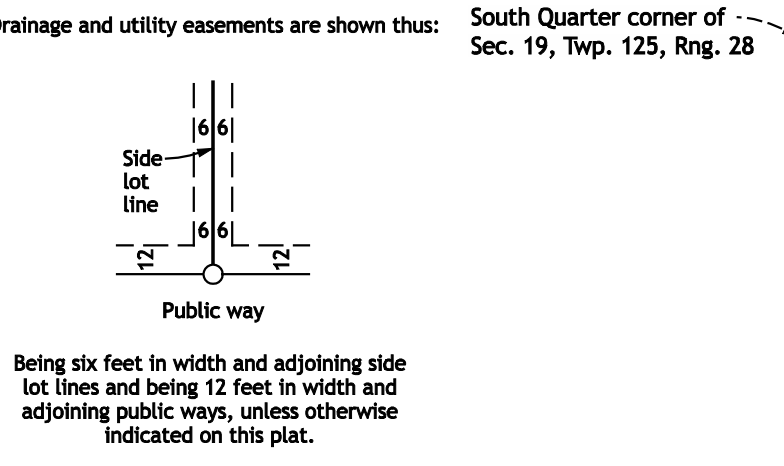 rainage and utility easements are shown thus:
South Quarter corner of
Sec. 19, Twp. 125, Rng. 28
6 6
Side
lot
line
6 6
12 12
Public way
Being six feet in width and adjoining side
lot lines and being 12 feet in width and
adjoining public ways, unless otherwise
indicated on this plat.